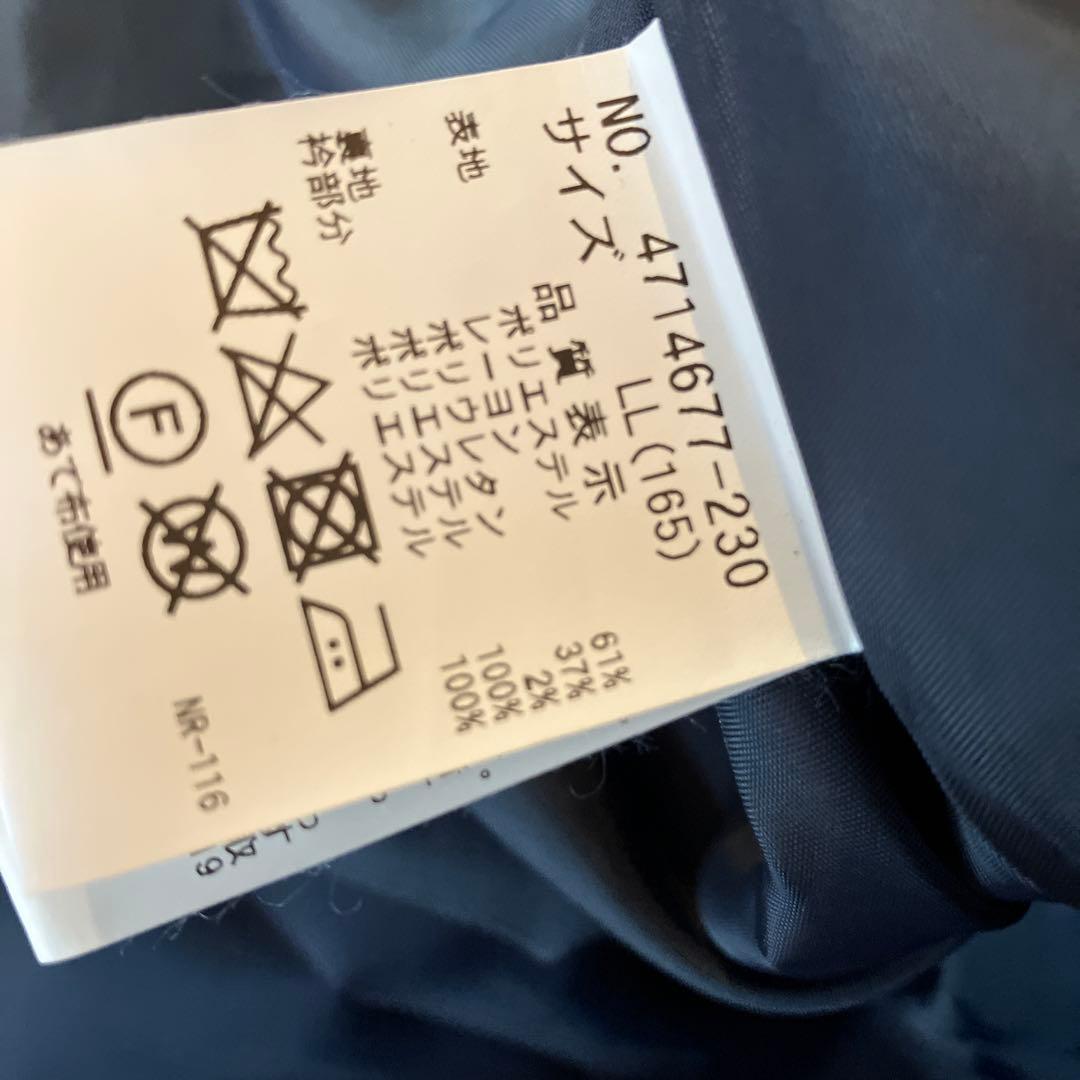 NO. 4714677-230
サイズ LL(165)
品質表示
表地 ポリエステル 61%
レーヨン 37%
ポリウレタン 2%
裏地 ポリエステル 100%
衿部分 ポリエステル 100%
F
W
あて布使用
NR-116